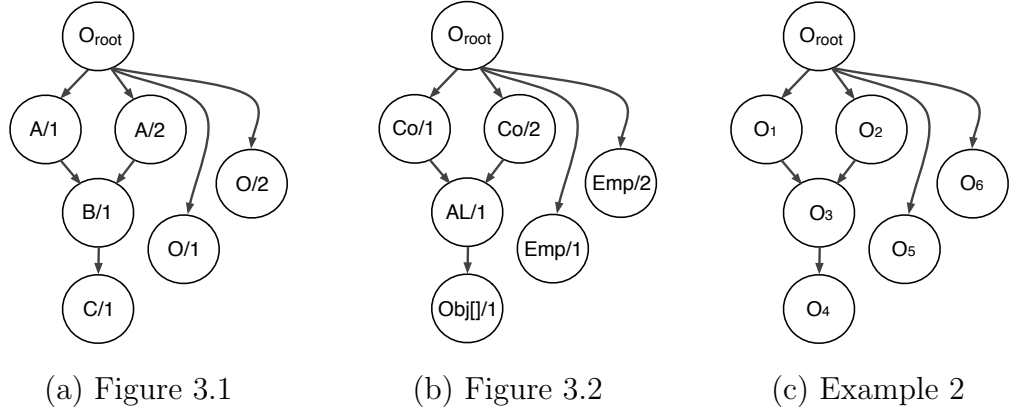 Oroot
A/1
A/2
O/2
B/1
O/1
C/1
(a) Figure 3.1
Oroot
Co/1
Co/2
Emp/2
AL/1
Emp/1
Obj[]/1
(b) Figure 3.2
Oroot
O1
O2
O6
O3
O5
O4
(c) Example 2